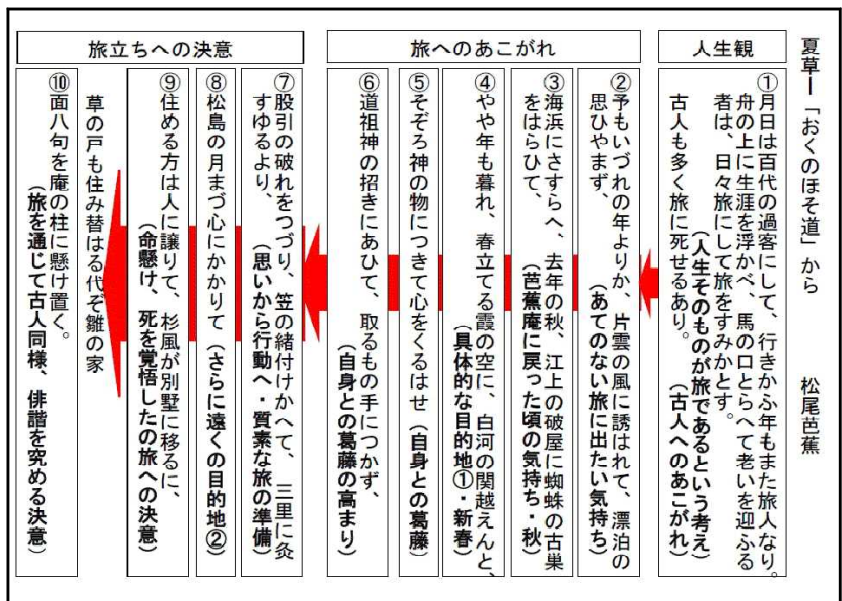 夏草ー「おくのほそ道」から　　　松尾芭蕉
人生観
①月日は百代の過客にして、行きかふ年もまた旅人なり。
舟の上に生涯を浮かべ、馬の口とらへて老いを迎ふる
者は、日々旅にして旅をすみかとす。
（人生そのものが旅であるという考え）
古人も多く旅に死せるあり。　（古人へのあこがれ）
旅へのあこがれ
②予もいづれの年よりか、片雲の風に誘はれて、漂泊の
思ひやまず、　（あてのない旅に出たい気持ち）
③海浜にさすらへ、去年の秋、江上の破屋に蜘蛛の古巣
をはらひて、　（芭蕉庵に戻った頃の気持ち・秋）
④やや年も暮れ、春立てる霞の空に、白河の関越えんと、
（具体的な目的地①・新春）
⑤そぞろ神の物につきて心をくるはせ（自身との葛藤）
⑥道祖神の招きにあひて、取るもの手につかず、
（自身との葛藤の高まり）
旅立ちへの決意
⑦股引の破れをつづり、笠の緒付けかへて、三里に灸
すゆるより、　（思いから行動へ・質素な旅の準備）
⑧松島の月まづ心にかかりて（さらに遠くの目的地②）
⑨住める方は人に譲りて、杉風が別墅に移るに、
（命懸け、死を覚悟したの旅への決意）
草の戸も住み替はる代ぞ雛の家
⑩面八句を庵の柱に懸け置く。
（旅を通じて古人同様、俳諧を究める決意）